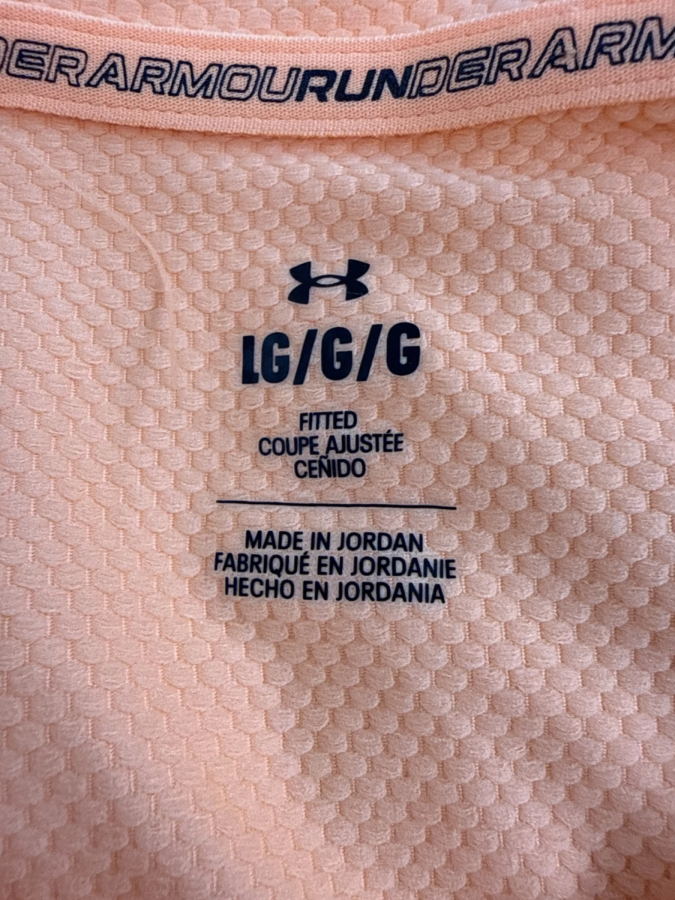 DERARMOURUNDERARM
LG/G/G
FITTED
COUPE AJUSTÉE
CEÑIDO
MADE IN JORDAN
FABRIQUÉ EN JORDANIE
HECHO EN JORDANIA